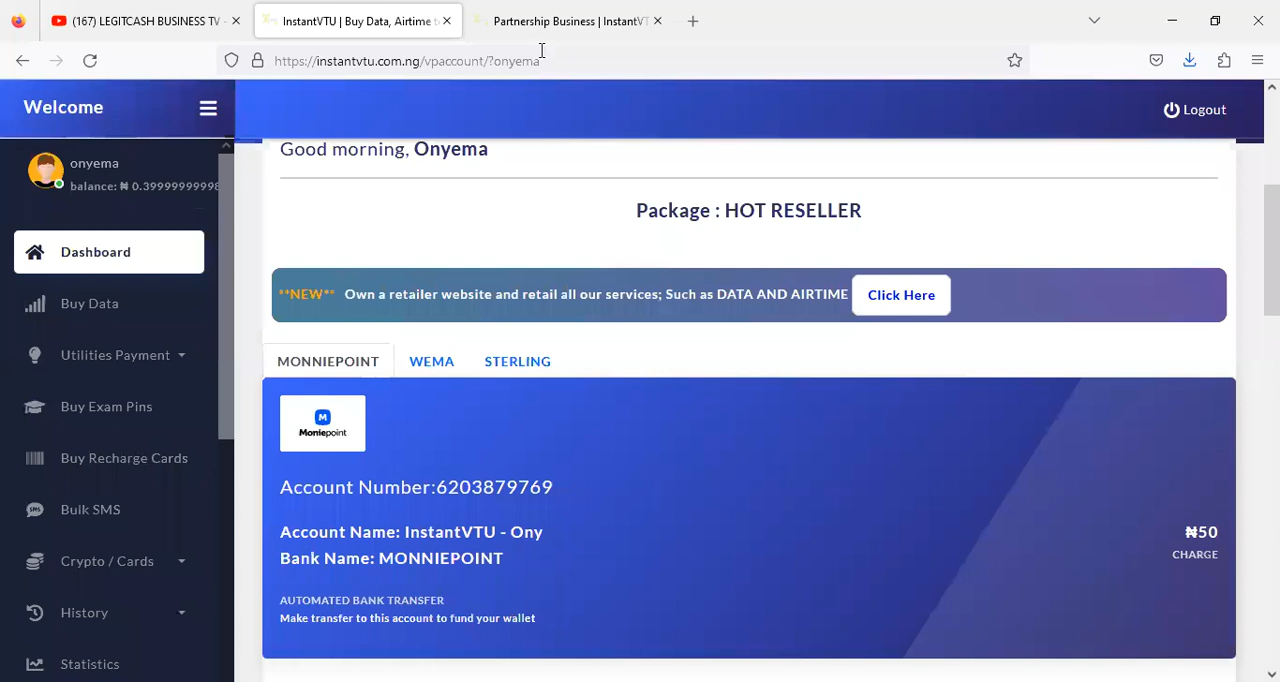 (167) LEGITCASH BUSINESS TV -
InstantVTU | Buy Data, Airtime t
Partnership Business | InstantVT
https://instantvtu.com.ng/vpaccount/?onyema
Welcome
Logout
onyema
balance: ₦ 0.39999999998
Dashboard
Buy Data
Utilities Payment
Buy Exam Pins
Buy Recharge Cards
Bulk SMS
Crypto / Cards
History
Statistics
Good morning, Onyema
Package : HOT RESELLER
**NEW** Own a retailer website and retail all our services; Such as DATA AND AIRTIME Click Here
MONNIEPOINT WEMA STERLING
M
Moniepoint
Account Number:6203879769
Account Name: InstantVTU - Ony
Bank Name: MONNIEPOINT
₦50
CHARGE
AUTOMATED BANK TRANSFER
Make transfer to this account to fund your wallet